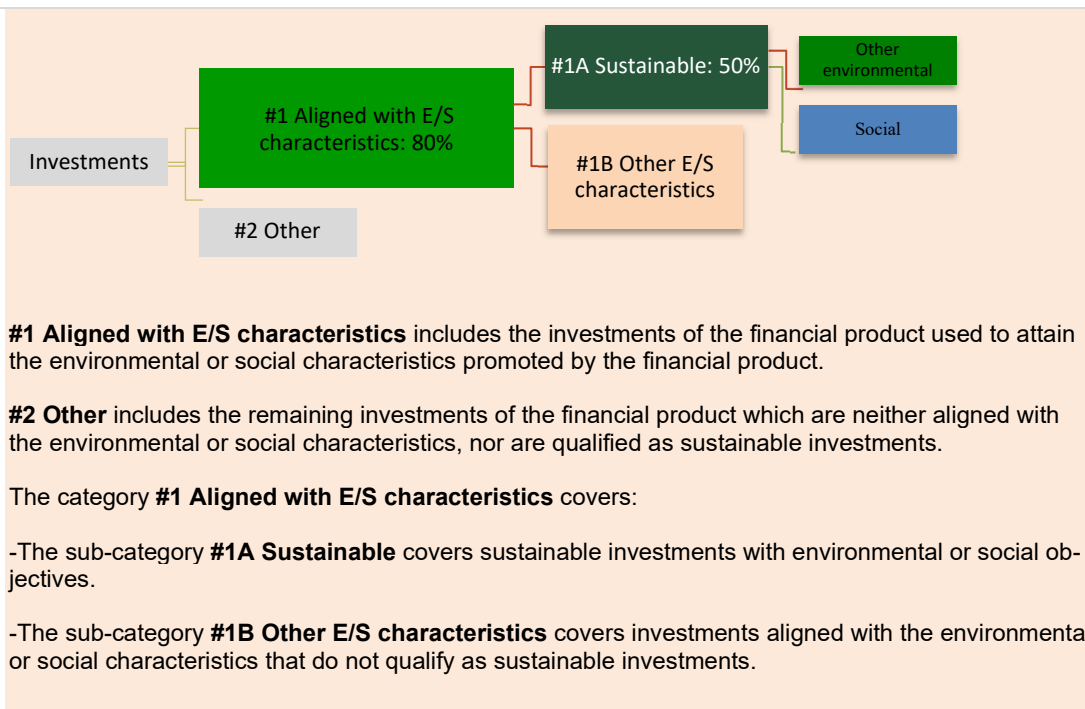 Investments
#1 Aligned with E/S
characteristics: 80%
#2 Other
#1A Sustainable: 50%
#1B Other E/S
characteristics
Other
environmental
Social
#1 Aligned with E/S characteristics includes the investments of the financial product used to attain
the environmental or social characteristics promoted by the financial product.
#2 Other includes the remaining investments of the financial product which are neither aligned with
the environmental or social characteristics, nor are qualified as sustainable investments.
The category #1 Aligned with E/S characteristics covers:
-The sub-category #1A Sustainable covers sustainable investments with environmental or social ob-
jectives.
-The sub-category #1B Other E/S characteristics covers investments aligned with the environmenta
or social characteristics that do not qualify as sustainable investments.